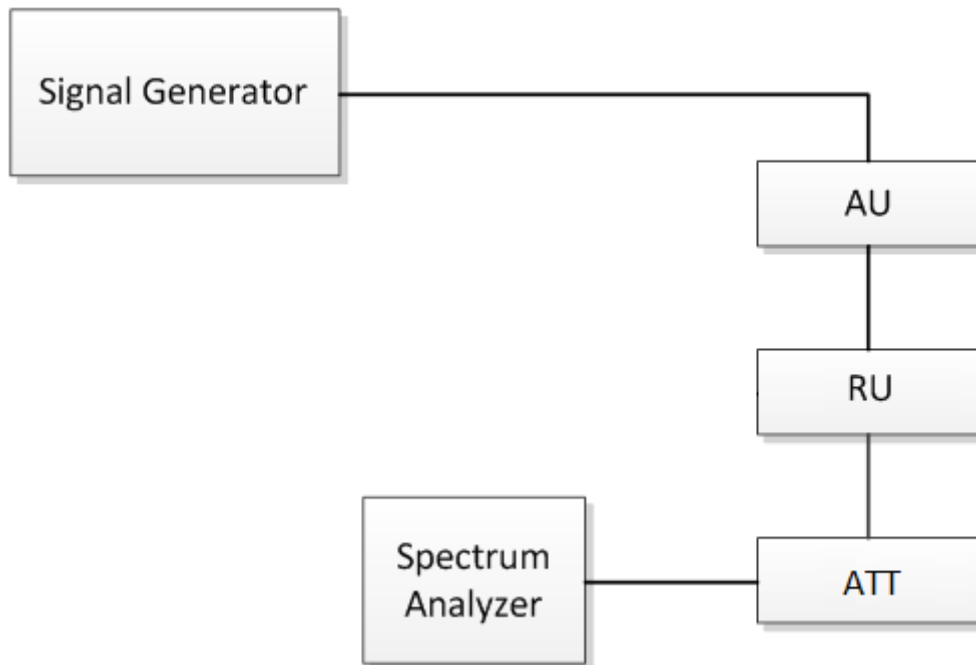 Signal Generator
AU
RU
Spectrum
Analyzer
ATT